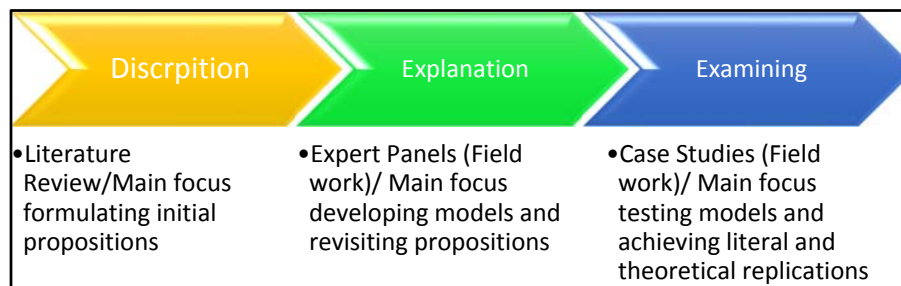 Discrpition
Explanation
Examining
•Literature
Review/Main focus
formulating initial
propositions
•Expert Panels (Field
work)/ Main focus
developing models and
revisiting propositions
•Case Studies (Field
work)/ Main focus
testing models and
achieving literal and
theoretical replications